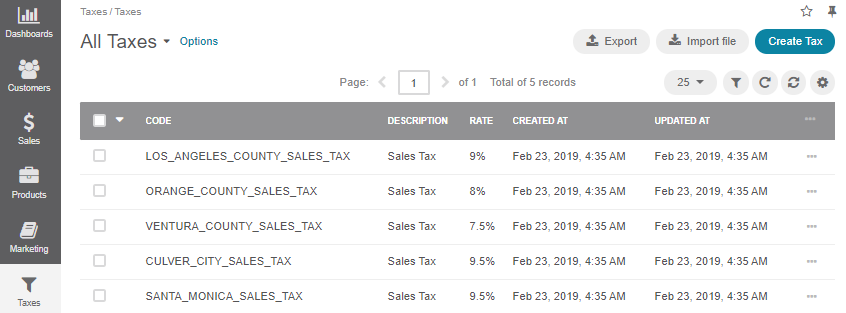 Dashboards
Customers
Sales
Products
Marketing
Taxes
Taxes / Taxes
All Taxes Options
Export Import file Create Tax
Page: 1 of 1 Total of 5 records 25
CODE DESCRIPTION RATE CREATED AT UPDATED AT
LOS_ANGELES_COUNTY_SALES_TAX Sales Tax 9% Feb 23, 2019, 4:35 AM Feb 23, 2019, 4:35 AM
ORANGE_COUNTY_SALES_TAX Sales Tax 8% Feb 23, 2019, 4:35 AM Feb 23, 2019, 4:35 AM
VENTURA_COUNTY_SALES_TAX Sales Tax 7.5% Feb 23, 2019, 4:35 AM Feb 23, 2019, 4:35 AM
CULVER_CITY_SALES_TAX Sales Tax 9.5% Feb 23, 2019, 4:35 AM Feb 23, 2019, 4:35 AM
SANTA_MONICA_SALES_TAX Sales Tax 9.5% Feb 23, 2019, 4:35 AM Feb 23, 2019, 4:35 AM